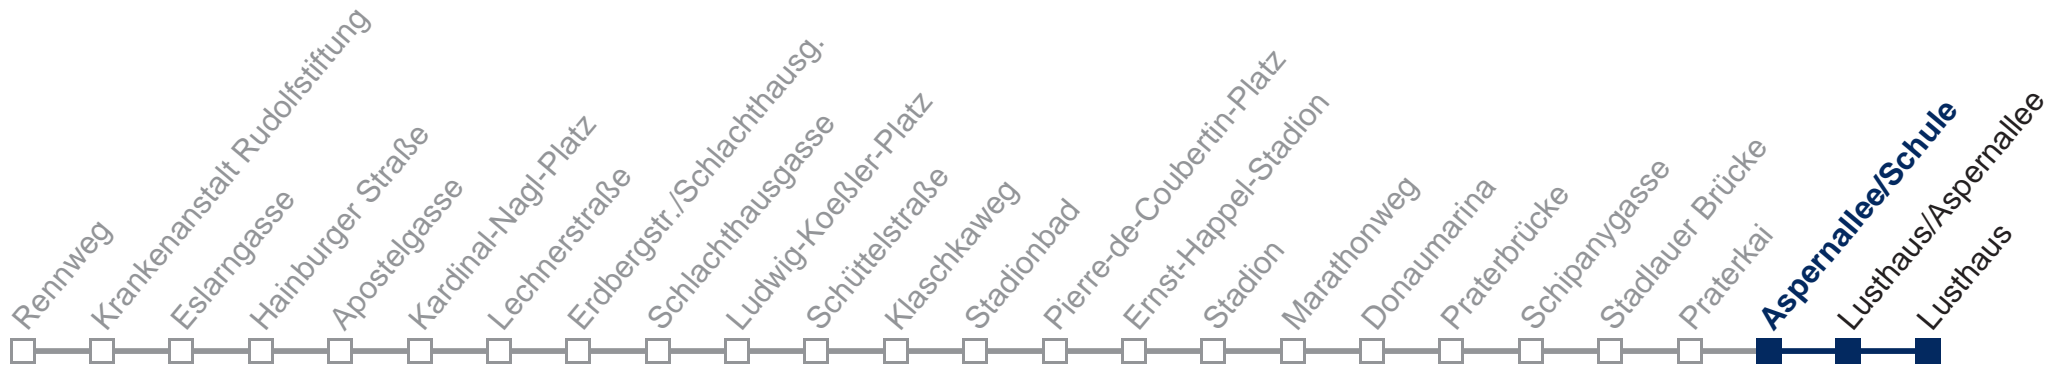 Rennweg
Krankenanstalt Rudolfstiftung
Eslarngasse
Hainburger Straße
Apostelgasse
Kardinal-Nagl-Platz
Lechnerstraße
Erdbergstr./Schlachthausg.
Schlachthausgasse
Ludwig-Koeßler-Platz
Schüttelstraße
Klaschkaweg
Stadionbad
Pierre-de-Coubertin-Platz
Ernst-Happel-Stadion
Stadion
Marathonweg
Donaumarina
Praterbrücke
Schipanygasse
Stadlauer Brücke
Praterkai
Aspernallee/Schule
Lusthaus/Aspernallee
Lusthaus